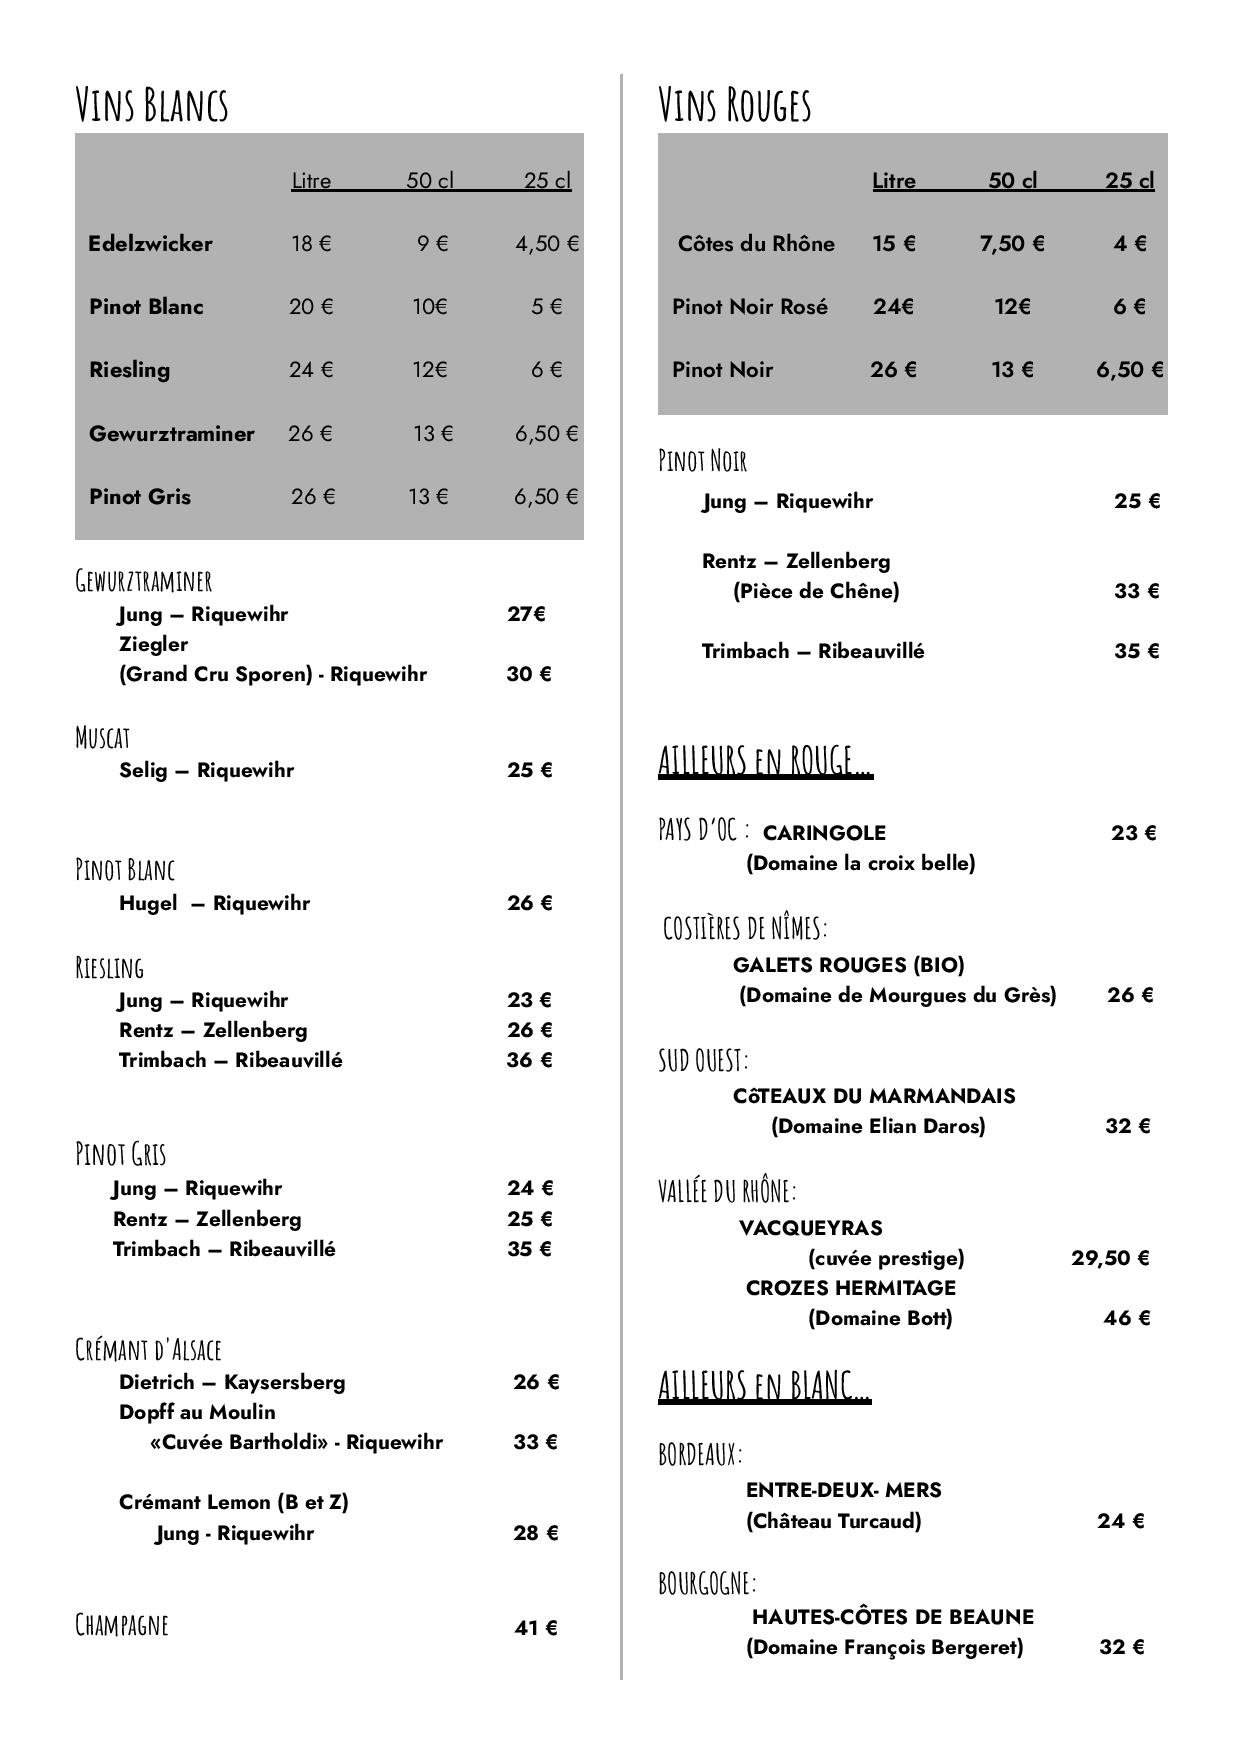 Vins Blancs
Litre 50 cl 25 cl
Edelzwicker 18 € 9 € 4,50 €
Pinot Blanc 20 € 10€ 5 €
Riesling 24 € 12€ 6 €
Gewurztraminer 26 € 13 € 6,50 €
Pinot Gris 26 € 13 € 6,50 €
Gewurztraminer
Jung – Riquewihr 27€
Ziegler
(Grand Cru Sporen) - Riquewihr 30 €
Muscat
Selig – Riquewihr 25 €
Pinot Blanc
Hugel – Riquewihr 26 €
Riesling
Jung – Riquewihr 23 €
Rentz – Zellenberg 26 €
Trimbach – Ribeauvillé 36 €
Pinot Gris
Jung – Riquewihr 24 €
Rentz – Zellenberg 25 €
Trimbach – Ribeauvillé 35 €
Crémant d'Alsace
Dietrich – Kaysersberg 26 €
Dopff au Moulin
«Cuvée Bartholdi» - Riquewihr 33 €
Crémant Lemon (B et Z)
Jung - Riquewihr 28 €
Champagne 41 €
Vins Rouges
Litre 50 cl 25 cl
Côtes du Rhône 15 € 7,50 € 4 €
Pinot Noir Rosé 24€ 12€ 6 €
Pinot Noir 26 € 13 € 6,50 €
Pinot Noir
Jung – Riquewihr 25 €
Rentz – Zellenberg
(Pièce de Chêne) 33 €
Trimbach – Ribeauvillé 35 €
AILLEURS en ROUGE...
PAYS D'OC : CARINGOLE 23 €
(Domaine la croix belle)
COSTIÈRES DE NÎMES:
GALETS ROUGES (BIO)
(Domaine de Mourgues du Grès) 26 €
SUD OUEST:
CôTEAUX DU MARMANDAIS
(Domaine Elian Daros) 32 €
VALLÉE DU RHÔNE:
VACQUEYRAS
(cuvée prestige) 29,50 €
CROZES HERMITAGE
(Domaine Bott) 46 €
AILLEURS en BLANC...
BORDEAUX:
ENTRE-DEUX- MERS
(Château Turcaud) 24 €
BOURGOGNE:
HAUTES-CÔTES DE BEAUNE
(Domaine François Bergeret) 32 €